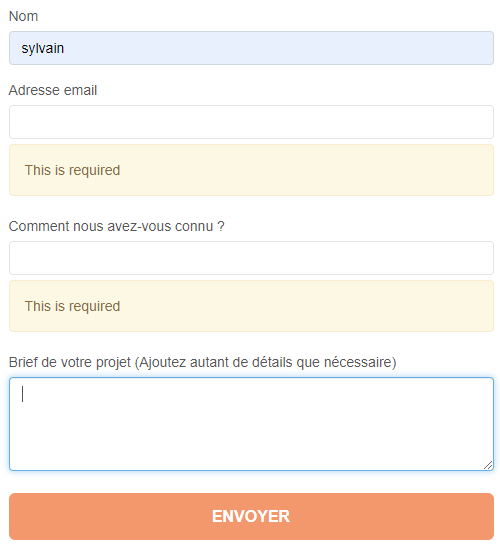 Nom
sylvain
Adresse email
This is required
Comment nous avez-vous connu ?
This is required
Brief de votre projet (Ajoutez autant de détails que nécessaire)
ENVOYER